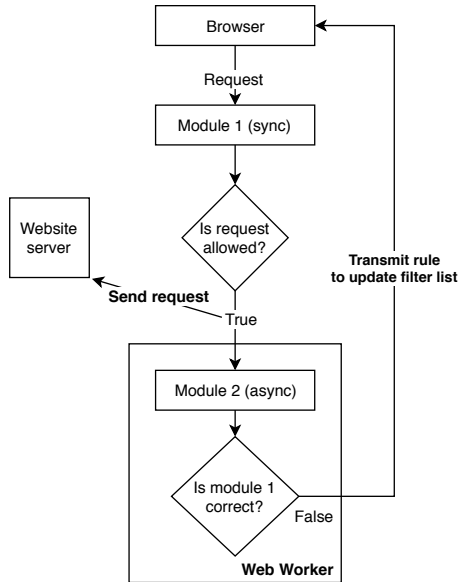 Browser
Request
Module 1 (sync)
Is request
allowed?
Website
server
Transmit rule
to update filter list
Send request
True
Module 2 (async)
Is module 1
correct?
False
Web Worker